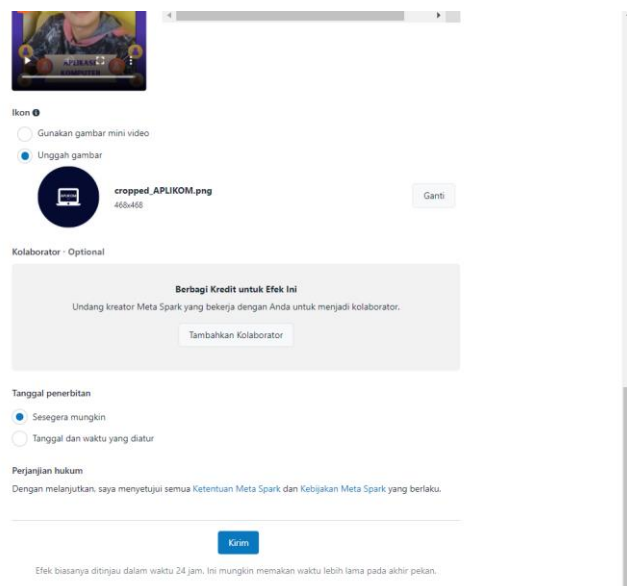 APLIKASI
KOMPUTER
Ikon
Gunakan gambar mini video
Unggah gambar
cropped_APLIKOM.png
468x468
Ganti
Kolaborator · Optional
Berbagi Kredit untuk Efek Ini
Undang kreator Meta Spark yang bekerja dengan Anda untuk menjadi kolaborator.
Tambahkan Kolaborator
Tanggal penerbitan
Sesegera mungkin
Tanggal dan waktu yang diatur
Perjanjian hukum
Dengan melanjutkan, saya menyetujui semua Ketentuan Meta Spark dan Kebijakan Meta Spark yang berlaku.
Kirim
Efek biasanya ditinjau dalam waktu 24 jam. Ini mungkin memakan waktu lebih lama pada akhir pekan.